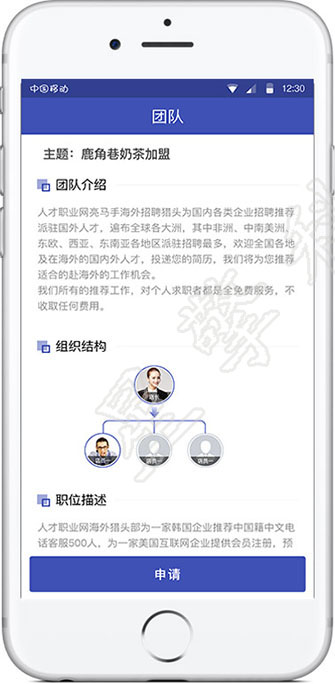 中国移动 12:30
团队
主题：鹿角巷奶茶加盟
团队介绍
人才职业网亮马手海外招聘猎头为国内各类企业招聘推荐
派驻国外人才，遍布全球各大洲，其中非洲、中南美洲、
东欧、西亚、东南亚各地区派驻招聘最多，欢迎全国各地
及在海外的国内外人才，投递您的简历，我们将为您推荐
适合的赴海外的工作机会。
我们所有的推荐工作，对个人求职者都是全免费服务，不
收取任何费用。
组织结构
店长
店员一
店员一
店员一
职位描述
人才职业网海外猎头部为一家韩国企业推荐中国籍中文电
话客服500人，为一家美国互联网企业提供会员注册，预
申请